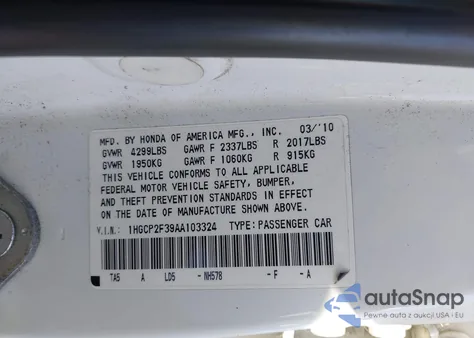 MFD. BY HONDA OF AMERICA MFG., INC. 03/'10
GVWR 4299LBS GAWR F 2337LBS R 2017LBS
GVWR 1950KG GAWR F 1060KG R 915KG
THIS VEHICLE CONFORMS TO ALL APPLICABLE
FEDERAL MOTOR VEHICLE SAFETY, BUMPER,
AND THEFT PREVENTION STANDARDS IN EFFECT
ON THE DATE OF MANUFACTURE SHOWN ABOVE.
V.I.N.: 1HGCP2F39AA103324 TYPE: PASSENGER CAR
TA5 A LD5 -NH578 -F -A
autoSnap
Pewne auta z licytacji USA - EU